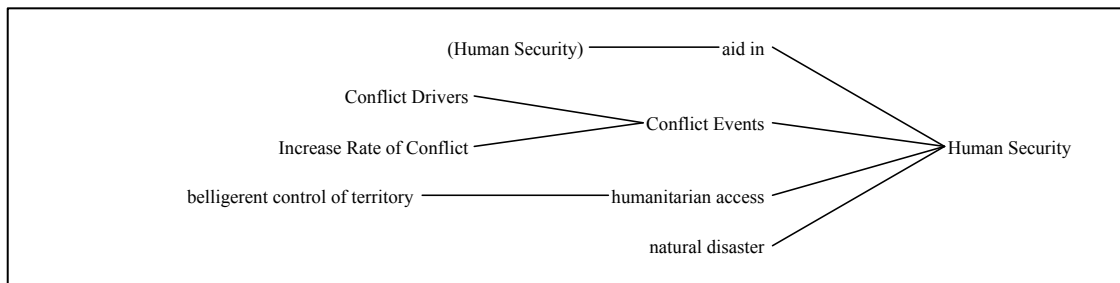 (Human Security) aid in
Conflict Drivers
Conflict Events
Increase Rate of Conflict Human Security
belligerent control of territory humanitarian access
natural disaster